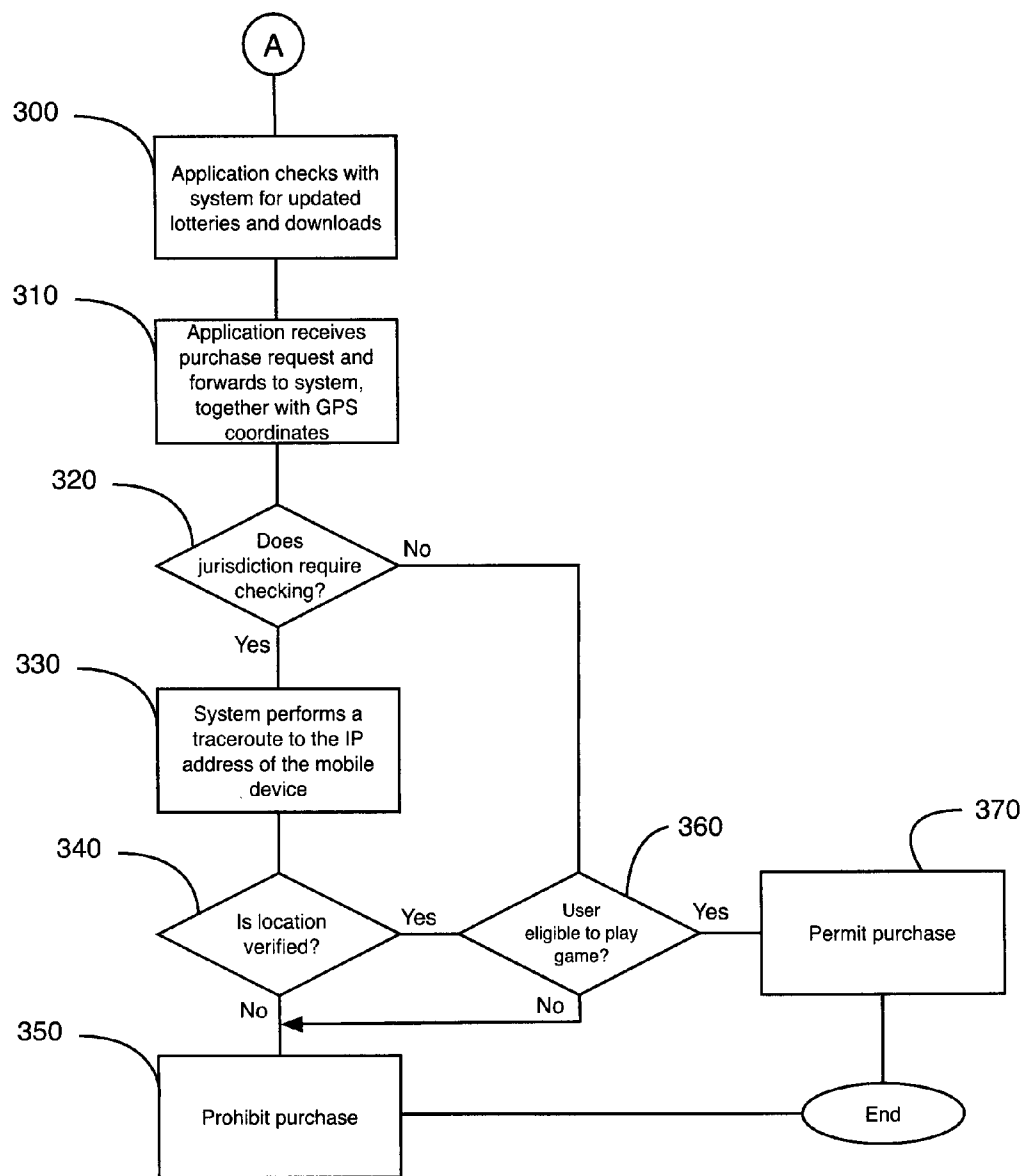 A
300
Application checks with
system for updated
lotteries and downloads
310
Application receives
purchase request and
forwards to system,
together with GPS
coordinates
320
Does
jurisdiction require
checking?
No
Yes
330
System performs a
traceroute to the IP
address of the mobile
device
340
Is location
verified?
Yes
No
360
User
eligible to play
game?
Yes
No
370
Permit purchase
350
Prohibit purchase
End